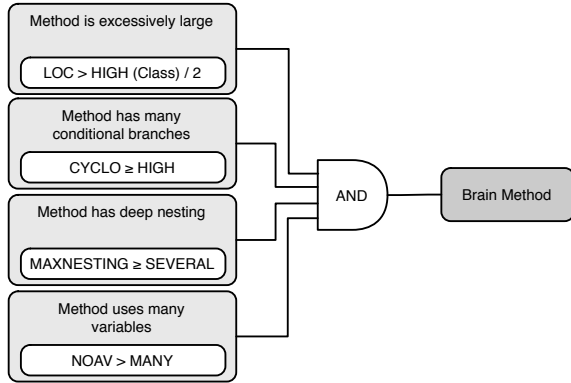 Method is excessively large
LOC > HIGH (Class) / 2
Method has many
conditional branches
CYCLO ≥ HIGH
Method has deep nesting
MAXNESTING ≥ SEVERAL
Method uses many
variables
NOAV > MANY
AND
Brain Method